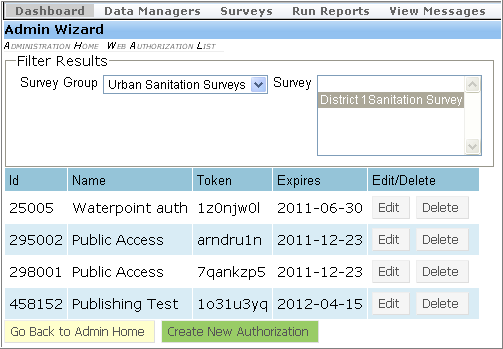 Dashboard Data Managers Surveys Run Reports View Messages
Admin Wizard
Administration Home Web Authorization List
Filter Results
Survey Group Urban Sanitation Surveys Survey
District 1Sanitation Survey
Id Name Token Expires Edit/Delete
25005 Waterpoint auth 1z0njw0l 2011-06-30 Edit Delete
295002 Public Access arndru1n 2011-12-23 Edit Delete
298001 Public Access 7qankzp5 2011-12-23 Edit Delete
458152 Publishing Test 1o31u3yq 2012-04-15 Edit Delete
Go Back to Admin Home Create New Authorization